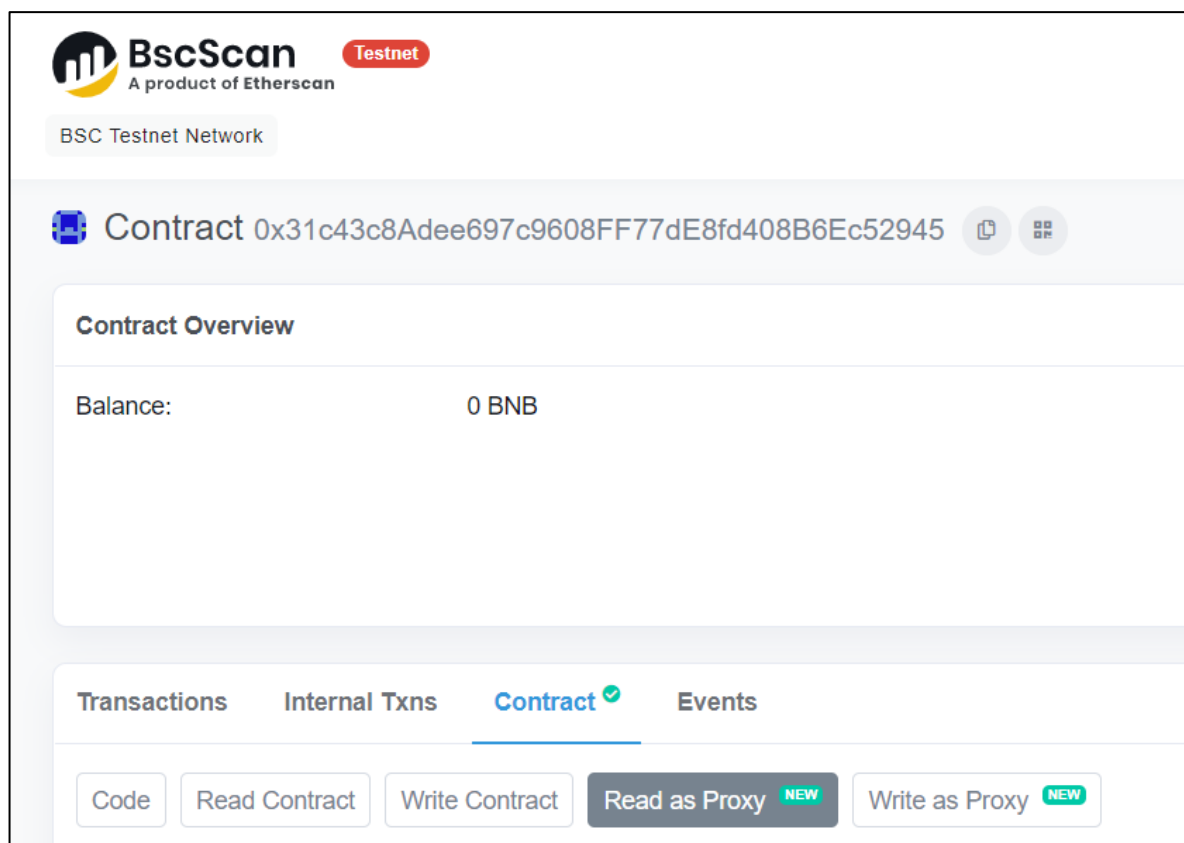 BscScan Testnet
A product of Etherscan
BSC Testnet Network
Contract 0x31c43c8Adee697c9608FF77dE8fd408B6Ec52945
Contract Overview
Balance: 0 BNB
Transactions Internal Txns Contract Events
Code Read Contract Write Contract Read as Proxy NEW Write as Proxy NEW